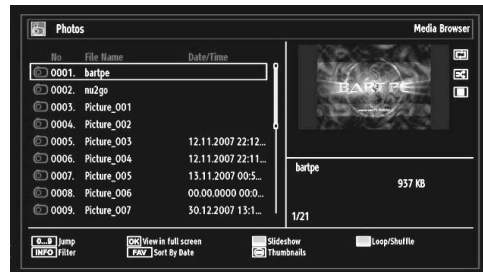 Photos
Media Browser
No File Name Date/Time
0001. bartpe
0002. nu2go
0003. Picture_001
0004. Picture_002
0005. Picture_003 12.11.2007 22:12...
0006. Picture_004 12.11.2007 22:11...
0007. Picture_005 13.11.2007 00:5...
0008. Picture_006 00.00.0000 00:0...
0009. Picture_007 30.12.2007 13:1...
BART PE
bartpe
937 KB
1/21
0...9 Jump
OK View in full screen
Slideshow
Loop/Shuffle
INFO Filter
FAV Sort By Date
Thumbnails